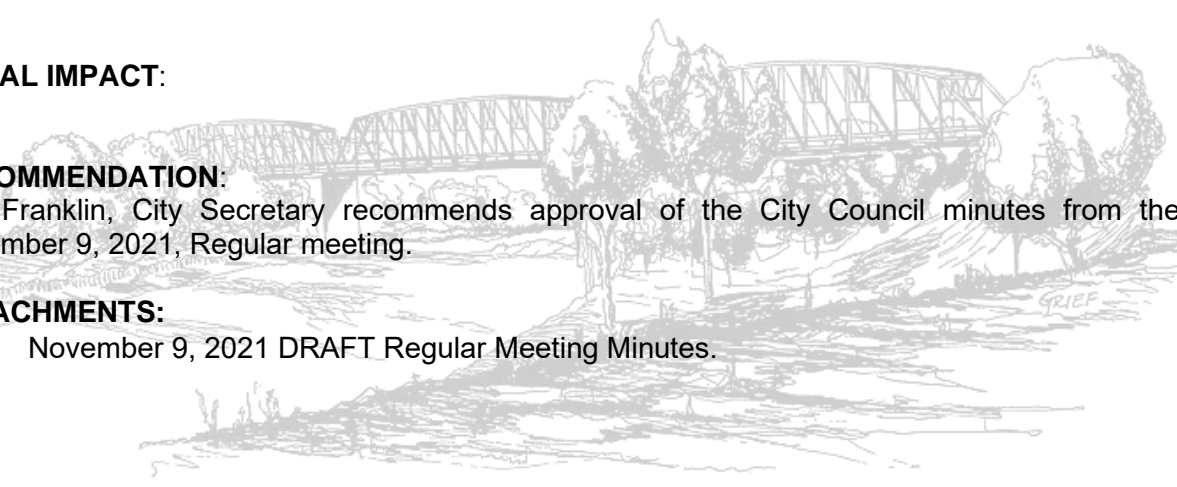 AL IMPACT:
OMMENDATION:
Franklin, City Secretary recommends approval of the City Council minutes from the
mber 9, 2021, Regular meeting.
ACHMENTS:
November 9, 2021 DRAFT Regular Meeting Minutes.
GRIEF